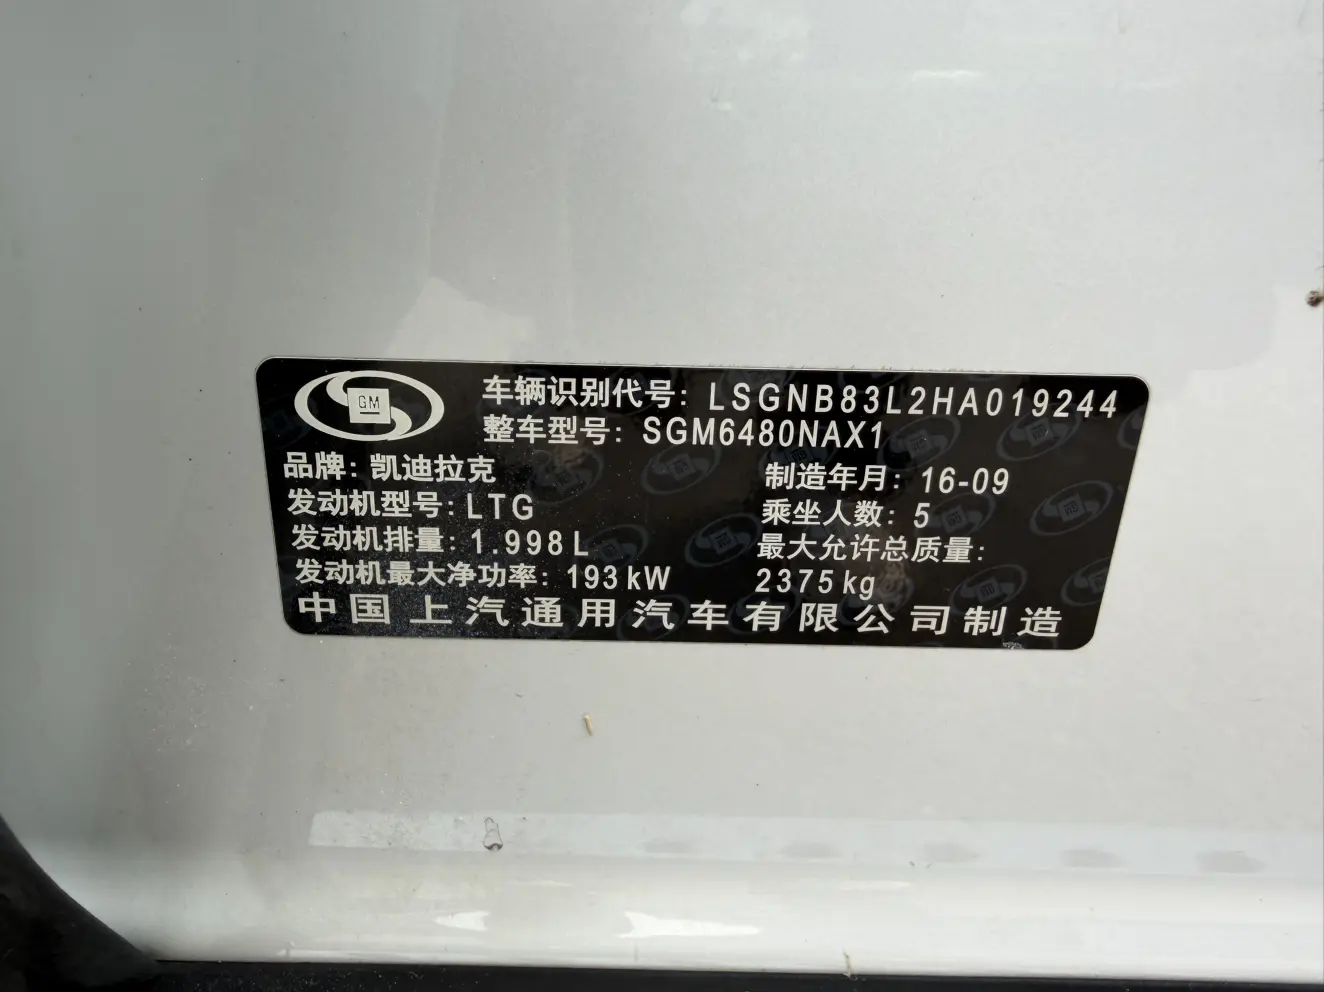 GM
车辆识别代号: LSGNB83L2HA019244
整车型号: SGM6480NAX1
品牌: 凯迪拉克
制造年月: 16-09
发动机型号: LTG
乘坐人数: 5
发动机排量: 1.998L
最大允许总质量:
发动机最大净功率: 193kW
2375kg
中国上汽通用汽车有限公司制造